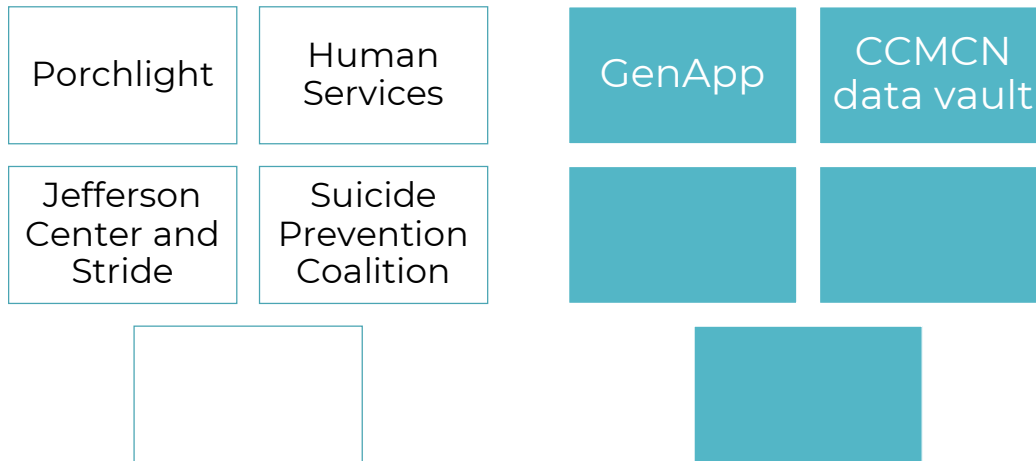 Porchlight
Human
Services
GenApp
CCMCN
data vault
Jefferson
Center and
Stride
Suicide
Prevention
Coalition